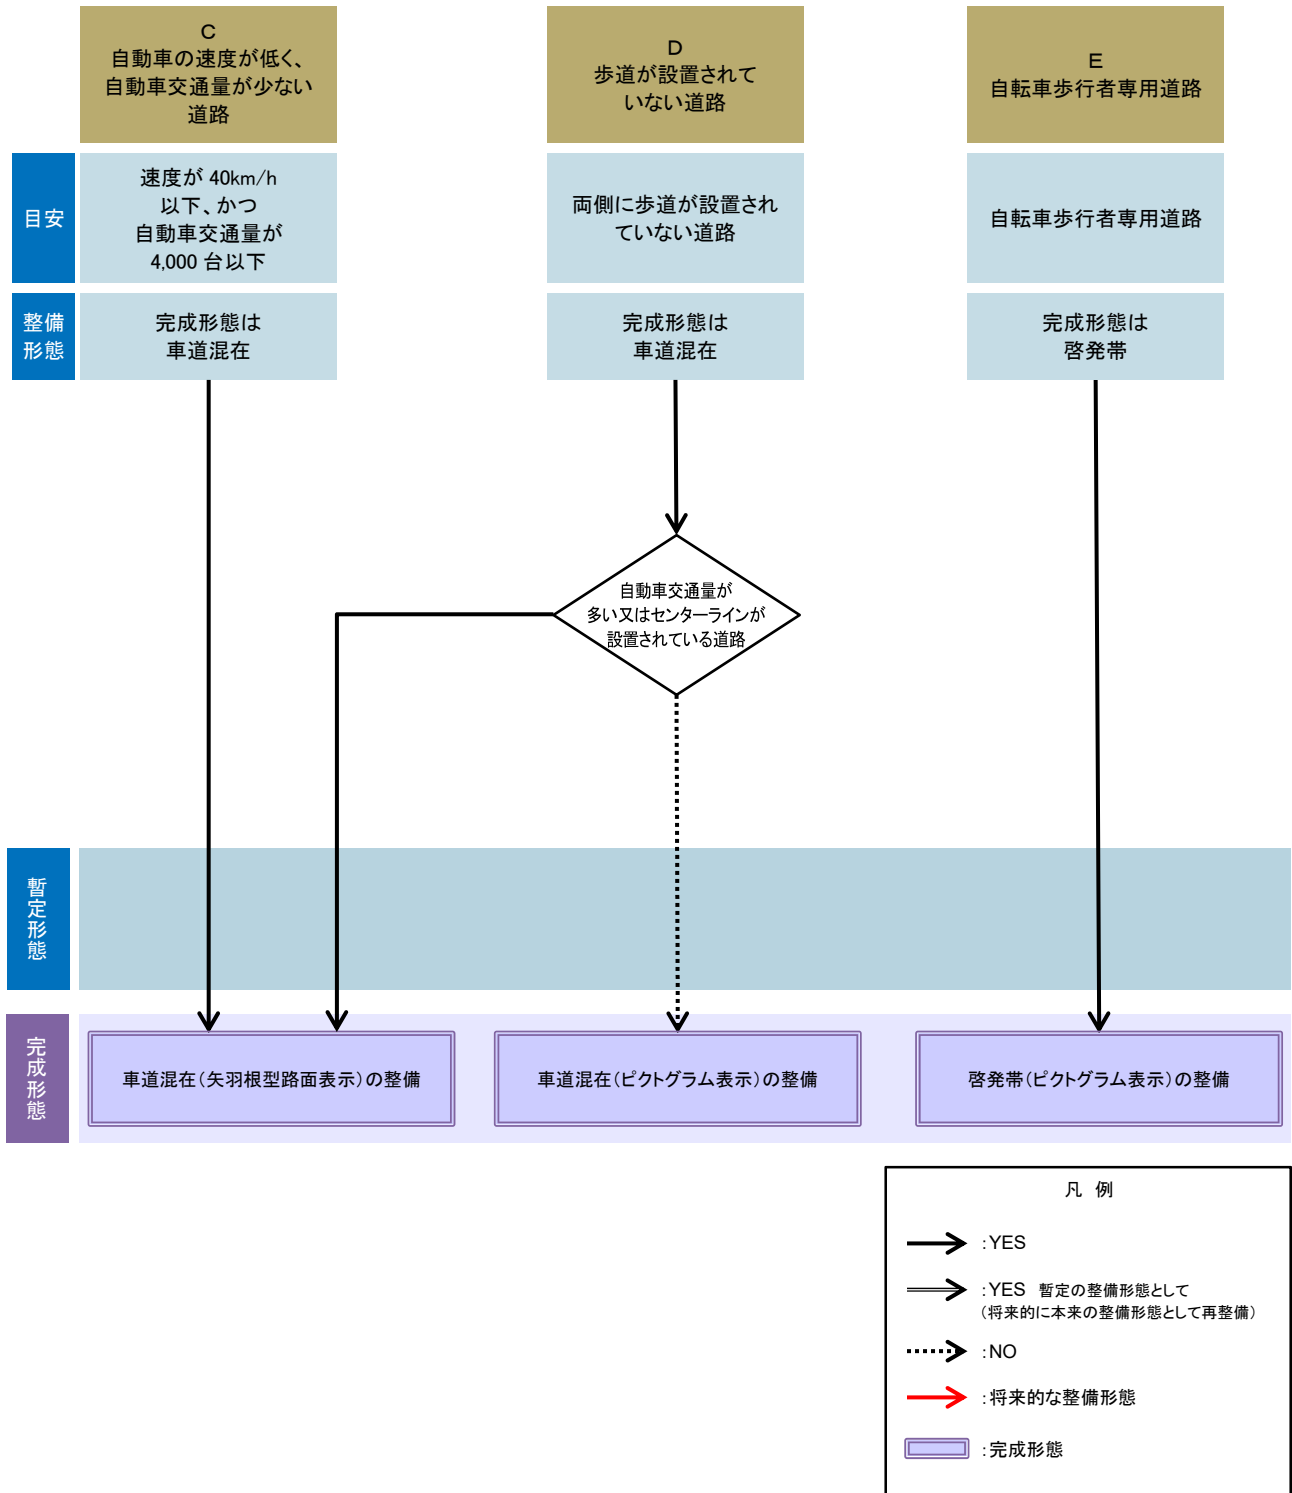 C
自動車の速度が低く、
自動車交通量が少ない
道路
D
歩道が設置されて
いない道路
E
自転車歩行者専用道路
目安
速度が 40km/h
以下、かつ
自動車交通量が
4,000 台以下
両側に歩道が設置され
ていない道路
自転車歩行者専用道路
整備
形態
完成形態は
車道混在
完成形態は
車道混在
完成形態は
啓発帯
自動車交通量が
多い又はセンターラインが
設置されている道路
暫定形態
完成形態
車道混在(矢羽根型路面表示)の整備
車道混在(ピクトグラム表示)の整備
啓発帯(ピクトグラム表示)の整備
凡 例
:YES
:YES 暫定の整備形態として
(将来的に本来の整備形態として再整備)
:NO
:将来的な整備形態
:完成形態